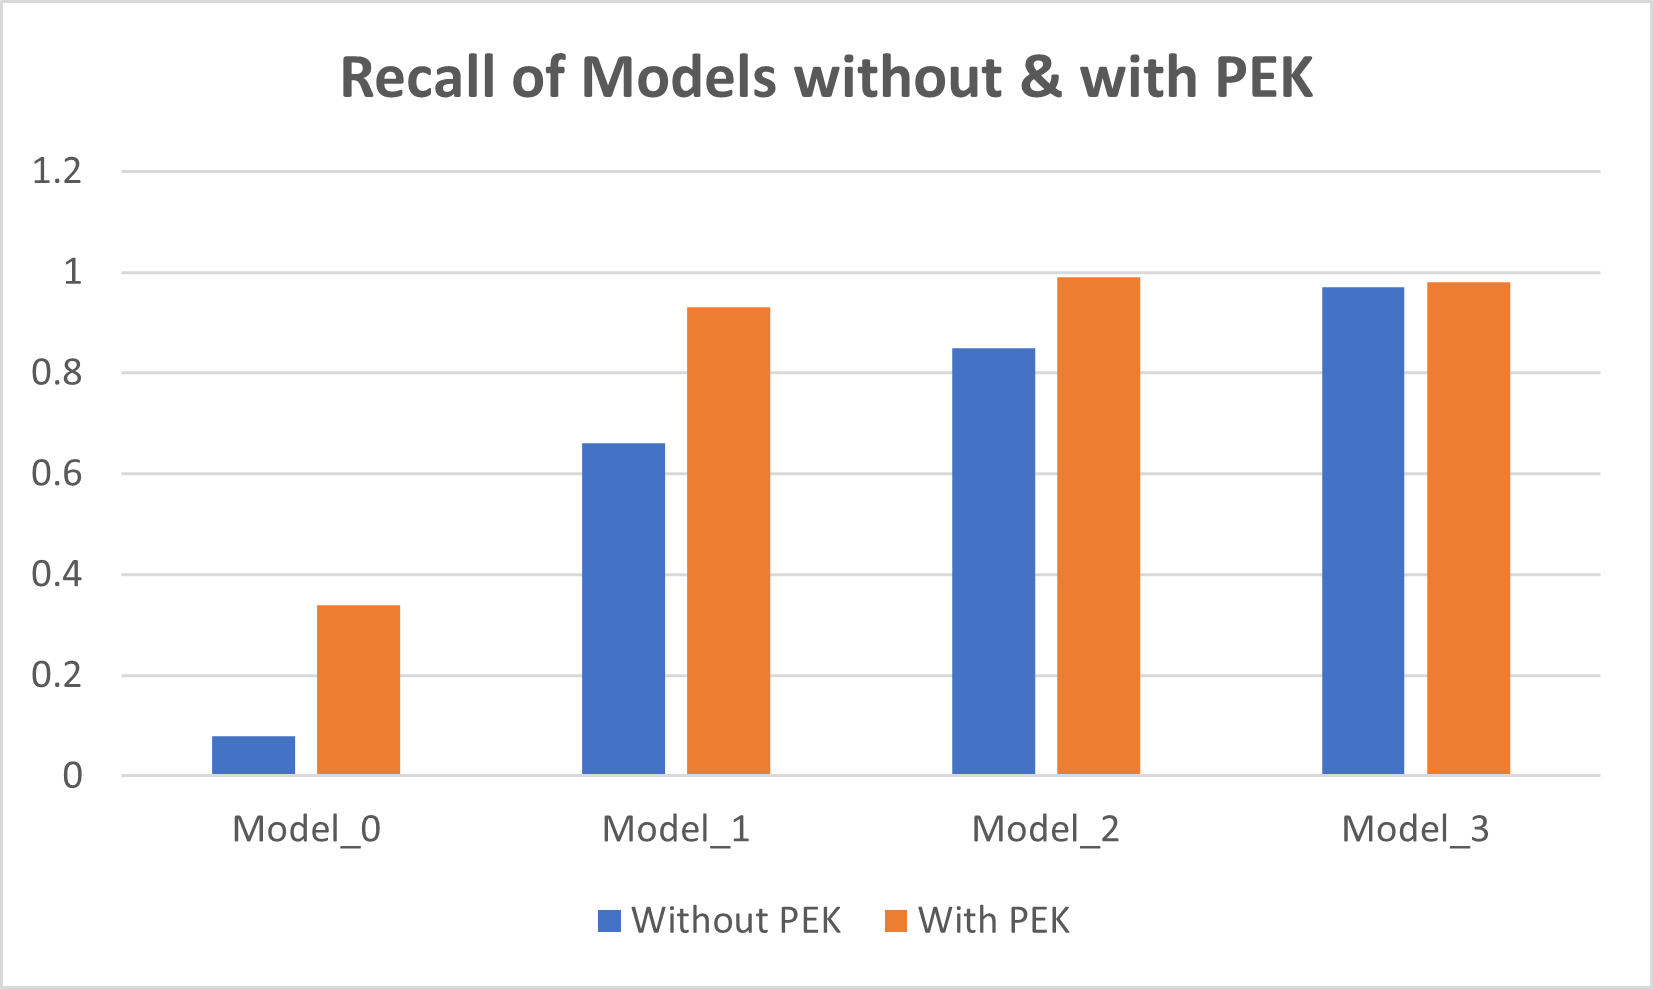 Recall of Models without & with PEK
1.2
1
0.8
0.6
0.4
0.2
0
Model_0 Model_1 Model_2 Model_3
Without PEK With PEK